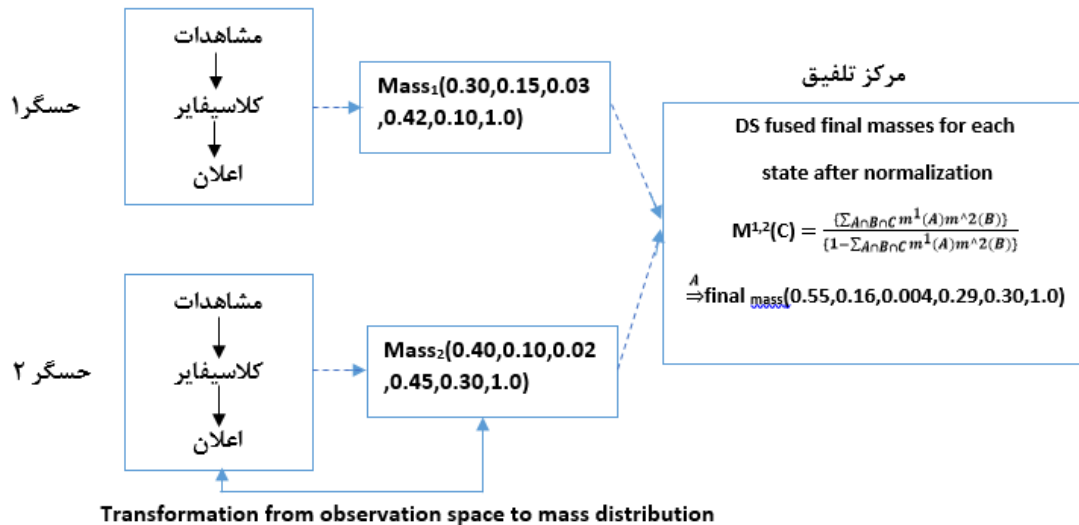 مشاهدات
کلاسیفایر
اعلان
حسگر۱
Mass₁(0.30,0.15,0.03
,0.42,0.10,1.0)
مشاهدات
کلاسیفایر
اعلان
حسگر ۲
Mass₂(0.40,0.10,0.02
,0.45,0.30,1.0)
مرکز تلفیق
DS fused final masses for each
state after normalization
M¹,²(C) = {∑A∩B∩C m¹(A)m^2(B)} / {1−∑A∩B∩C m¹(A)m^2(B)}
A⇒final mass(0.55,0.16,0.004,0.29,0.30,1.0)
Transformation from observation space to mass distribution